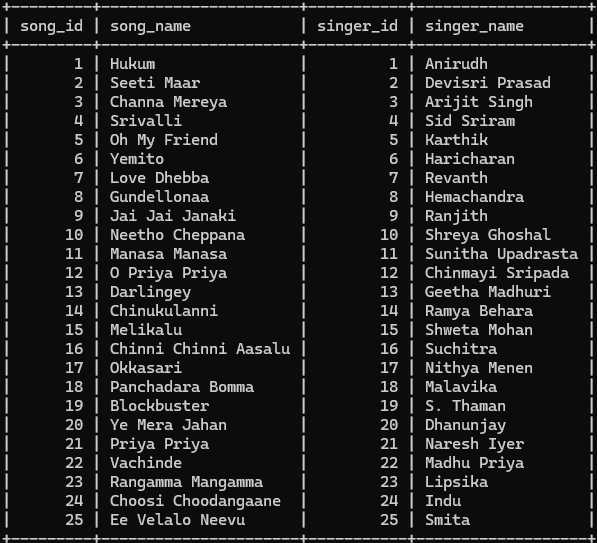 +---------+---------------------+-----------+------------------+
| song_id | song_name           | singer_id | singer_name      |
+---------+---------------------+-----------+------------------+
|       1 | Hukum               |         1 | Anirudh          |
|       2 | Seeti Maar          |         2 | Devisri Prasad   |
|       3 | Channa Mereya       |         3 | Arijit Singh     |
|       4 | Srivalli            |         4 | Sid Sriram       |
|       5 | Oh My Friend        |         5 | Karthik          |
|       6 | Yemito              |         6 | Haricharan       |
|       7 | Love Dhebba         |         7 | Revanth          |
|       8 | Gundellonaa         |         8 | Hemachandra      |
|       9 | Jai Jai Janaki      |         9 | Ranjith          |
|      10 | Neetho Cheppana     |        10 | Shreya Ghoshal   |
|      11 | Manasa Manasa       |        11 | Sunitha Upadrasta |
|      12 | O Priya Priya       |        12 | Chinmayi Sripada |
|      13 | Darlingey           |        13 | Geetha Madhuri   |
|      14 | Chinukulanni        |        14 | Ramya Behara     |
|      15 | Melikalu            |        15 | Shweta Mohan     |
|      16 | Chinni Chinni Aasalu |        16 | Suchitra         |
|      17 | Okkasari            |        17 | Nithya Menen     |
|      18 | Panchadara Bomma    |        18 | Malavika         |
|      19 | Blockbuster         |        19 | S. Thaman        |
|      20 | Ye Mera Jahan       |        20 | Dhanunjay        |
|      21 | Priya Priya         |        21 | Naresh Iyer      |
|      22 | Vachinde            |        22 | Madhu Priya      |
|      23 | Rangamma Mangamma   |        23 | Lipsika          |
|      24 | Choosi Choodangaane |        24 | Indu             |
|      25 | Ee Velalo Neevu     |        25 | Smita            |
+---------+---------------------+-----------+------------------+